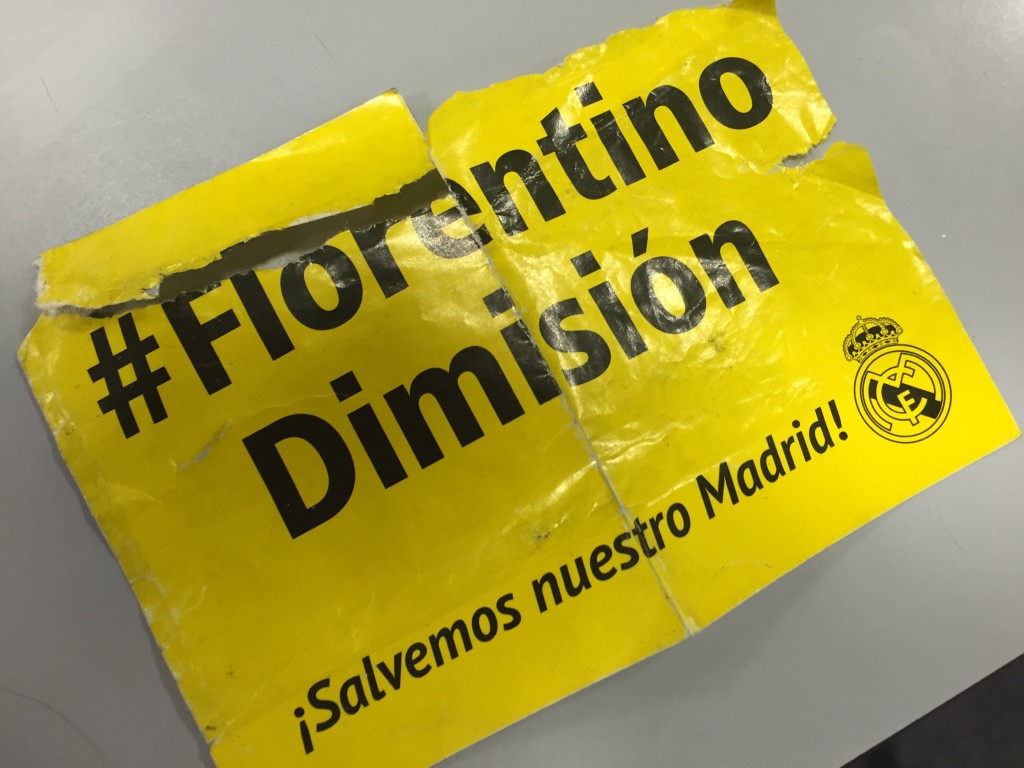 #Florentino
Dimisión
¡Salvemos nuestro Madrid!